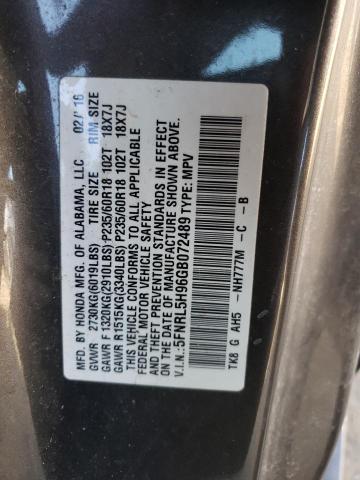 MFD. BY HONDA MFG. OF ALABAMA, LLC 02/16
GVWR 2730KG(6019LBS) TIRE SIZE RIM SIZE
GAWR F 1320KG(2910LBS)-P235/60R18 102T 18X7J
GAWR R1515KG(3340LBS) P235/60R18 102T 18X7J
THIS VEHICLE CONFORMS TO ALL APPLICABLE
FEDERAL MOTOR VEHICLE SAFETY
AND THEFT PREVENTION STANDARDS IN EFFECT
ON THE DATE OF MANUFACTURE SHOWN ABOVE.
V.I.N.:5FNRL5H96GB072489 TYPE: MPV
TK8 G AH5 - NH777M - C - B